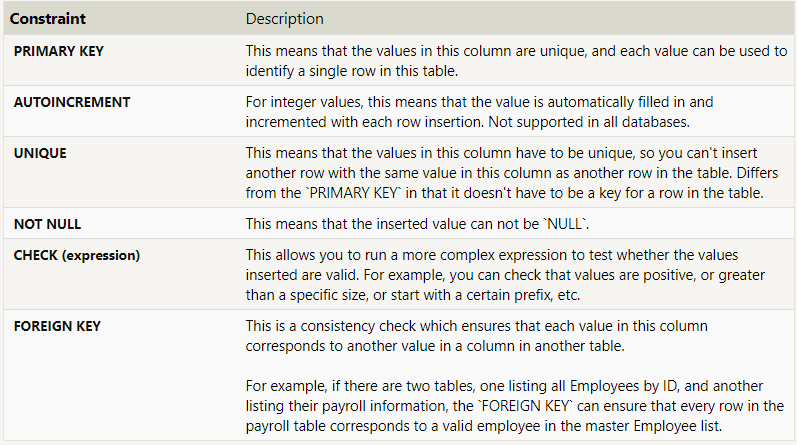 Constraint Description
PRIMARY KEY This means that the values in this column are unique, and each value can be used to
identify a single row in this table.
AUTOINCREMENT For integer values, this means that the value is automatically filled in and
incremented with each row insertion. Not supported in all databases.
UNIQUE This means that the values in this column have to be unique, so you can't insert
another row with the same value in this column as another row in the table. Differs
from the `PRIMARY KEY` in that it doesn't have to be a key for a row in the table.
NOT NULL This means that the inserted value can not be `NULL`.
CHECK (expression) This allows you to run a more complex expression to test whether the values
inserted are valid. For example, you can check that values are positive, or greater
than a specific size, or start with a certain prefix, etc.
FOREIGN KEY This is a consistency check which ensures that each value in this column
corresponds to another value in a column in another table.
For example, if there are two tables, one listing all Employees by ID, and another
listing their payroll information, the `FOREIGN KEY` can ensure that every row in the
payroll table corresponds to a valid employee in the master Employee list.